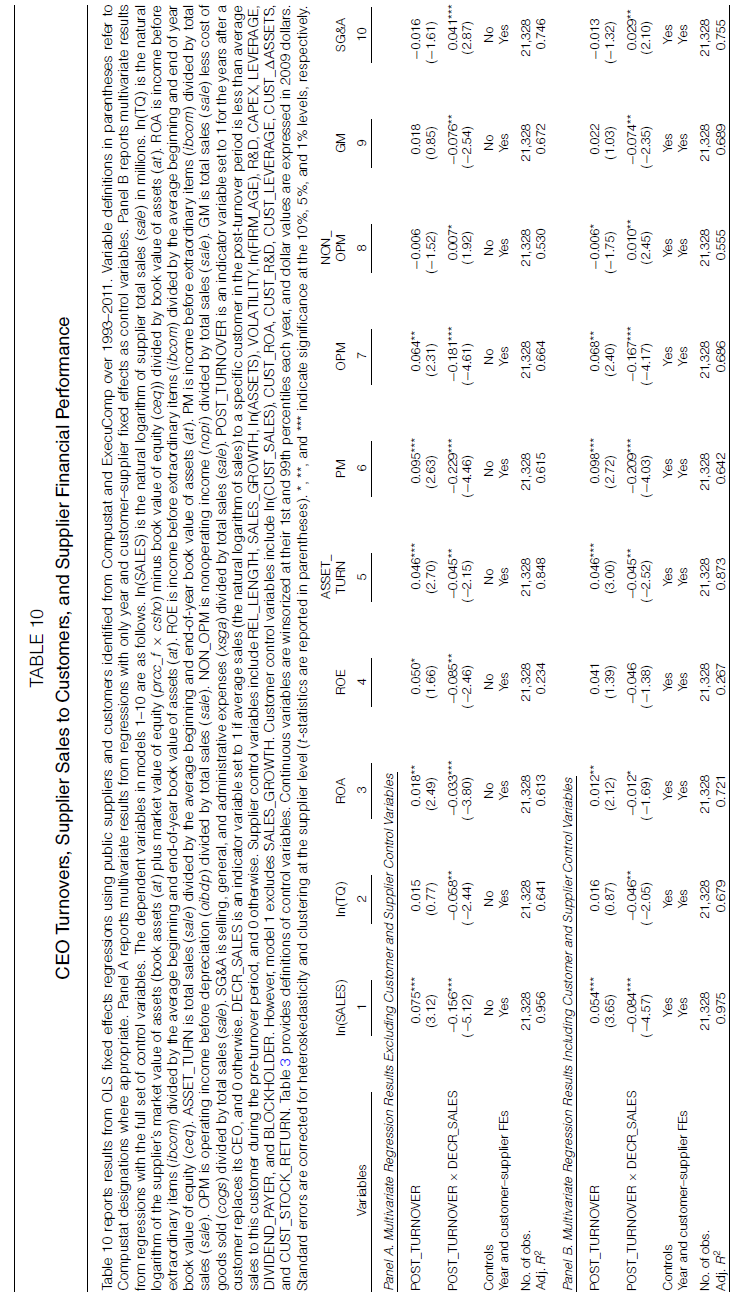 TABLE 10
CEO Turnovers, Supplier Sales to Customers, and Supplier Financial Performance
Table 10 reports results from OLS fixed effects regressions using public suppliers and customers identified from Compustat and ExecuComp over 1993–2011. Variable definitions in parentheses refer to
Compustat designations where appropriate. Panel A reports multivariate results from regressions with only year and customer–supplier fixed effects as control variables. Panel B reports multivariate results
from regressions with the full set of control variables. The dependent variables in models 1–10 are as follows. ln(SALES) is the natural logarithm of supplier total sales (sale) in millions. ln(TQ) is the natural
logarithm of the supplier's market value of assets (book assets (at) plus market value of equity (prcc_f × csho) minus book value of equity (ceq)) divided by book value of assets (at). ROA is income before
extraordinary items (ibcom) divided by the average beginning and end-of-year book value of assets (at). ROE is income before extraordinary items (ibcom) divided by the average beginning and end of year
book value of equity (ceq). ASSET_TURN is total sales (sale) divided by the average beginning and end-of-year book value of assets (at). PM is income before extraordinary items (ibcom) divided by total
sales (sale). OPM is operating income before depreciation (oibdp) divided by total sales (sale). NON_OPM is nonoperating income (nopi) divided by total sales (sale). GM is total sales (sale) less cost of
goods sold (cogs) divided by total sales (sale). SG&A is selling, general, and administrative expenses (xsga) divided by total sales (sale). POST_TURNOVER is an indicator variable set to 1 for the years after a
customer replaces its CEO, and 0 otherwise. DECR_SALES is an indicator variable set to 1 if average sales (the natural logarithm of sales) to a specific customer in the post-turnover period is less than average
sales to this customer during the pre-turnover period, and 0 otherwise. Supplier control variables include REL_LENGTH, SALES_GROWTH, ln(ASSETS), VOLATILITY, ln(FIRM_AGE), R&D, CAPEX, LEVERAGE,
DIVIDEND_PAYER, and BLOCKHOLDER. However, model 1 excludes SALES_GROWTH. Customer control variables include ln(CUST_SALES), CUST_ROA, CUST_R&D, CUST_LEVERAGE, CUST_ΔASSETS,
and CUST_STOCK_RETURN. Table 3 provides definitions of control variables. Continuous variables are winsorized at their 1st and 99th percentiles each year, and dollar values are expressed in 2009 dollars.
Standard errors are corrected for heteroskedasticity and clustering at the supplier level (t-statistics are reported in parentheses). *, **, and *** indicate significance at the 10%, 5%, and 1% levels, respectively.
ASSET_ NON_
ln(SALES) ln(TQ) ROA ROE TURN PM OPM OPM GM SG&A
Variables 1 2 3 4 5 6 7 8 9 10
Panel A. Multivariate Regression Results Excluding Customer and Supplier Control Variables
POST_TURNOVER 0.075*** 0.015 0.018** 0.050* 0.046*** 0.095*** 0.064** −0.006 0.018 −0.016
(3.12) (0.77) (2.49) (1.66) (2.70) (2.63) (2.31) (−1.52) (0.85) (−1.61)
POST_TURNOVER × DECR_SALES −0.156*** −0.058** −0.033*** −0.085** −0.045** −0.229*** −0.181*** 0.007* −0.076** 0.041***
(−5.12) (−2.44) (−3.80) (−2.46) (−2.15) (−4.46) (−4.61) (1.92) (−2.54) (2.87)
Controls No No No No No No No No No No
Year and customer–supplier FEs Yes Yes Yes Yes Yes Yes Yes Yes Yes Yes
No. of obs. 21,328 21,328 21,328 21,328 21,328 21,328 21,328 21,328 21,328 21,328
Adj. R² 0.956 0.641 0.613 0.234 0.848 0.615 0.664 0.530 0.672 0.746
Panel B. Multivariate Regression Results Including Customer and Supplier Control Variables
POST_TURNOVER 0.054*** 0.016 0.012** 0.041 0.046*** 0.098*** 0.068** −0.006* 0.022 −0.013
(3.65) (0.87) (2.12) (1.39) (3.00) (2.72) (2.40) (−1.75) (1.03) (−1.32)
POST_TURNOVER × DECR_SALES −0.084*** −0.046** −0.012* −0.046 −0.045** −0.209*** −0.167*** 0.010** −0.074** 0.029**
(−4.57) (−2.05) (−1.69) (−1.38) (−2.52) (−4.03) (−4.17) (2.45) (−2.35) (2.10)
Controls Yes Yes Yes Yes Yes Yes Yes Yes Yes Yes
Year and customer–supplier FEs Yes Yes Yes Yes Yes Yes Yes Yes Yes Yes
No. of obs. 21,328 21,328 21,328 21,328 21,328 21,328 21,328 21,328 21,328 21,328
Adj. R² 0.975 0.679 0.721 0.267 0.873 0.642 0.686 0.555 0.689 0.755